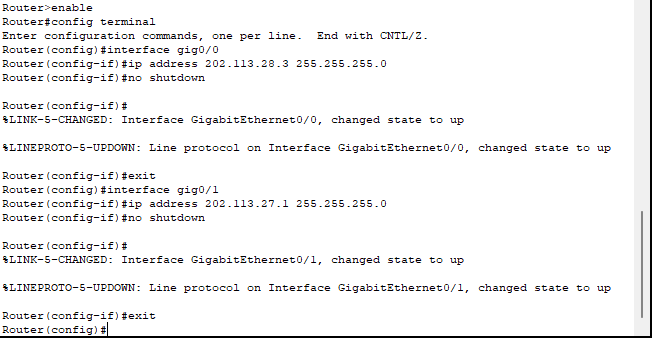 Router>enable
Router#config terminal
Enter configuration commands, one per line.  End with CNTL/Z.
Router(config)#interface gig0/0
Router(config-if)#ip address 202.113.28.3 255.255.255.0
Router(config-if)#no shutdown
Router(config-if)#
%LINK-5-CHANGED: Interface GigabitEthernet0/0, changed state to up
%LINEPROTO-5-UPDOWN: Line protocol on Interface GigabitEthernet0/0, changed state to up
Router(config-if)#exit
Router(config)#interface gig0/1
Router(config-if)#ip address 202.113.27.1 255.255.255.0
Router(config-if)#no shutdown
Router(config-if)#
%LINK-5-CHANGED: Interface GigabitEthernet0/1, changed state to up
%LINEPROTO-5-UPDOWN: Line protocol on Interface GigabitEthernet0/1, changed state to up
Router(config-if)#exit
Router(config)#